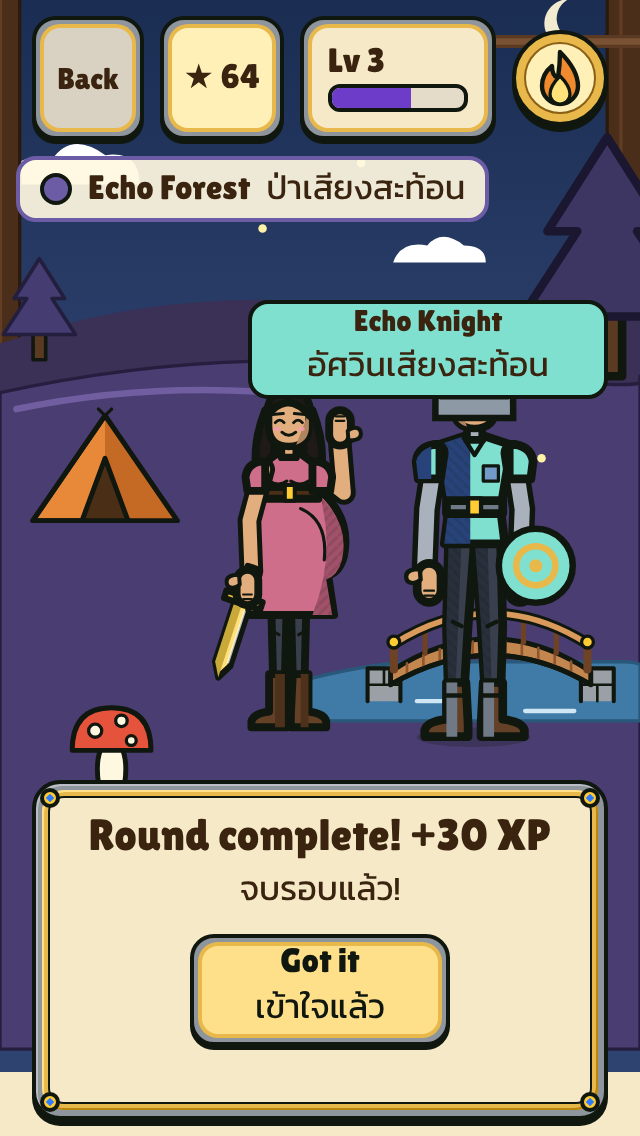 Back
★ 64
Lv 3
Echo Forest ป่าเสียงสะท้อน
Echo Knight
อัศวินเสียงสะท้อน
Round complete! +30 XP
จบรอบแล้ว!
Got it
เข้าใจแล้ว